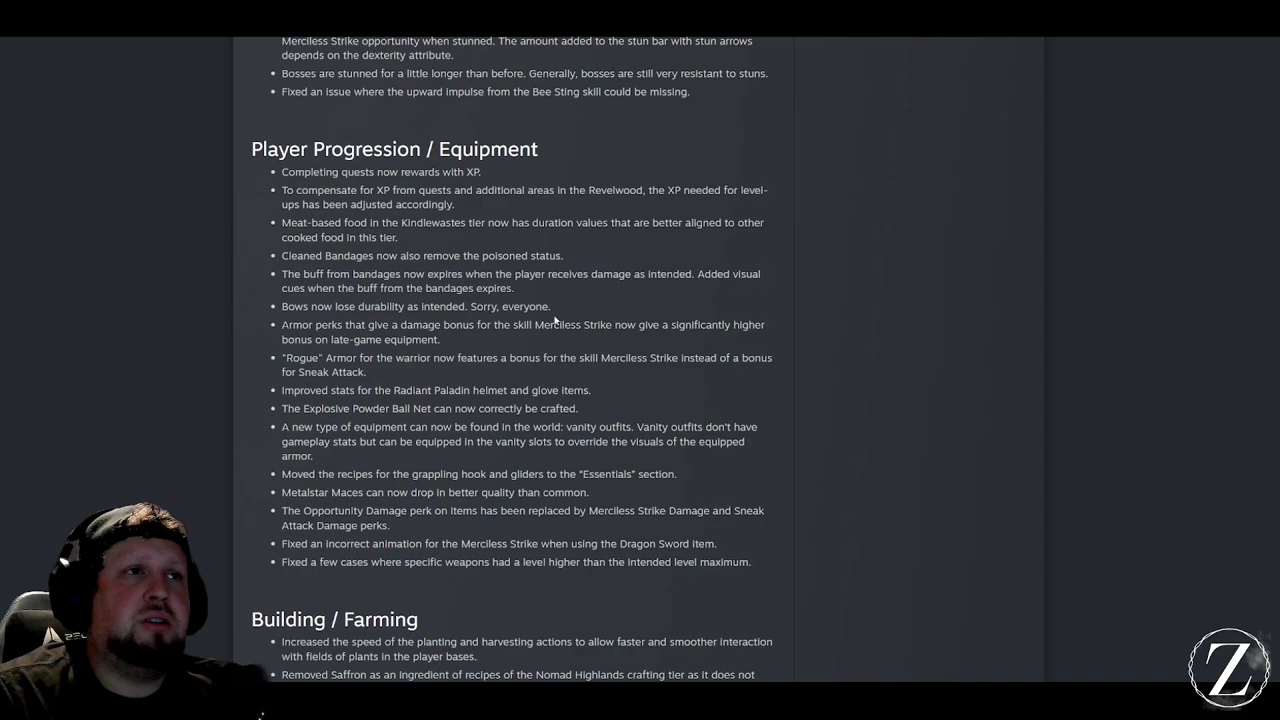 Merciless Strike opportunity when stunned. The amount added to the stun bar with stun arrows
depends on the dexterity attribute.
• Bosses are stunned for a little longer than before. Generally, bosses are still very resistant to stuns.
• Fixed an issue where the upward impulse from the Bee Sting skill could be missing.
Player Progression / Equipment
• Completing quests now rewards with XP.
• To compensate for XP from quests and additional areas in the Revelwood, the XP needed for level-
ups has been adjusted accordingly.
• Meat-based food in the Kindlewastes tier now has duration values that are better aligned to other
cooked food in this tier.
• Cleaned Bandages now also remove the poisoned status.
• The buff from bandages now expires when the player receives damage as intended. Added visual
cues when the buff from the bandages expires.
• Bows now lose durability as intended. Sorry, everyone.
• Armor perks that give a damage bonus for the skill Merciless Strike now give a significantly higher
bonus on late-game equipment.
• "Rogue" Armor for the warrior now features a bonus for the skill Merciless Strike instead of a bonus
for Sneak Attack.
• Improved stats for the Radiant Paladin helmet and glove items.
• The Explosive Powder Ball Net can now correctly be crafted.
• A new type of equipment can now be found in the world: vanity outfits. Vanity outfits don't have
gameplay stats but can be equipped in the vanity slots to override the visuals of the equipped
armor.
• Moved the recipes for the grappling hook and gliders to the "Essentials" section.
• Metalstar Maces can now drop in better quality than common.
• The Opportunity Damage perk on items has been replaced by Merciless Strike Damage and Sneak
Attack Damage perks.
• Fixed an incorrect animation for the Merciless Strike when using the Dragon Sword item.
• Fixed a few cases where specific weapons had a level higher than the intended level maximum.
Building / Farming
• Increased the speed of the planting and harvesting actions to allow faster and smoother interaction
with fields of plants in the player bases.
• Removed Saffron as an ingredient of recipes of the Nomad Highlands crafting tier as it does not
Z